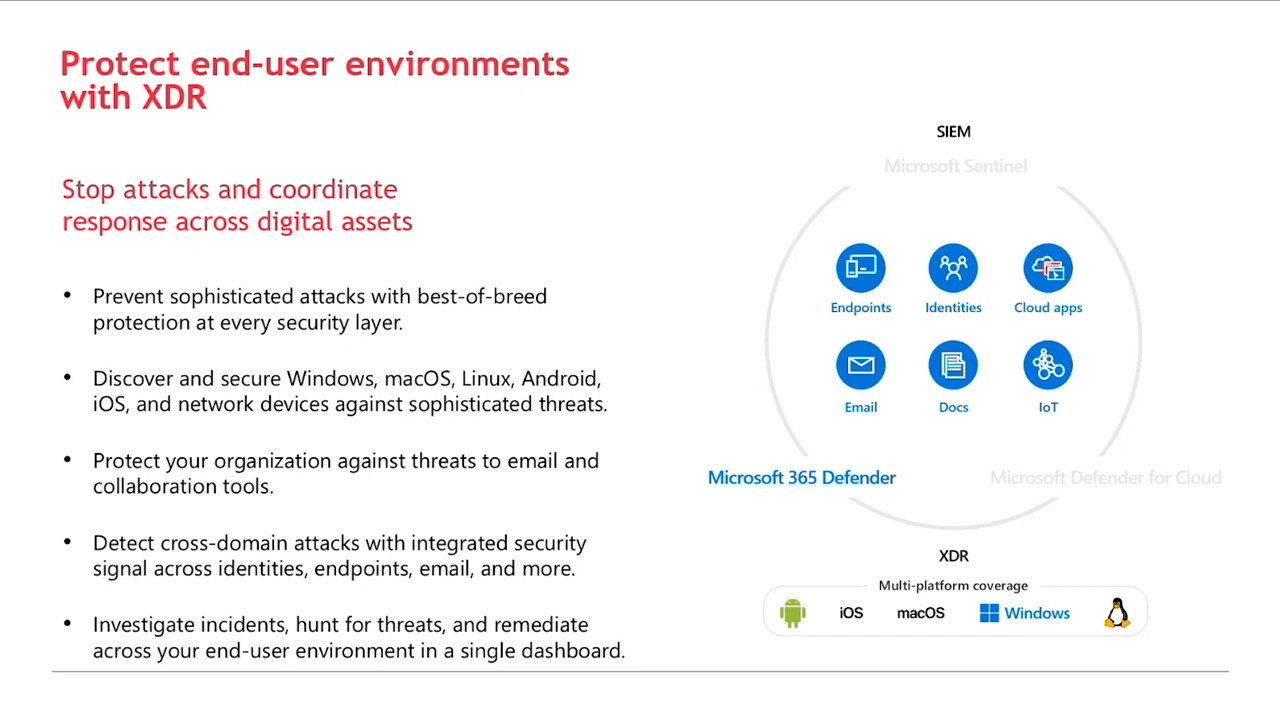 Protect end-user environments
with XDR
Stop attacks and coordinate
response across digital assets
• Prevent sophisticated attacks with best-of-breed
protection at every security layer.
• Discover and secure Windows, macOS, Linux, Android,
iOS, and network devices against sophisticated threats.
• Protect your organization against threats to email and
collaboration tools.
• Detect cross-domain attacks with integrated security
signal across identities, endpoints, email, and more.
• Investigate incidents, hunt for threats, and remediate
across your end-user environment in a single dashboard.
SIEM
Microsoft Sentinel
Endpoints Identities Cloud apps
Email Docs IoT
Microsoft 365 Defender Microsoft Defender for Cloud
XDR
Multi-platform coverage
iOS macOS Windows